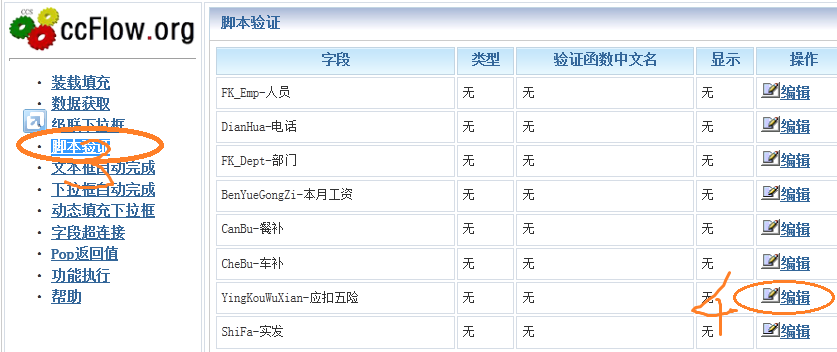 CCS
ccFlow.org
装载填充
数据获取
级联下拉框
脚本验证
文本框自动完成
下拉框自动完成
动态填充下拉框
字段超连接
Pop返回值
功能执行
帮助
脚本验证
字段 类型 验证函数中文名 显示 操作
FK_Emp-人员 无 无 无 编辑
DianHua-电话 无 无 无 编辑
FK_Dept-部门 无 无 无 编辑
BenYueGongZi-本月工资 无 无 无 编辑
CanBu-餐补 无 无 无 编辑
CheBu-车补 无 无 无 编辑
YingKouWuXian-应扣五险 无 无 无 编辑
ShiFa-实发 无 无 无 编辑
3
4